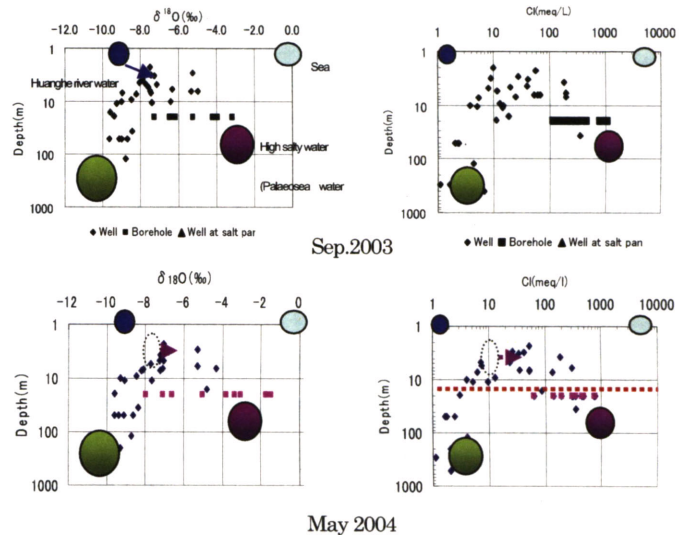 δ 18O (‰)
-12.0 -10.0 -8.0 -6.0 -4.0 -2.0 0.0
1
10
100
1000
Depth(m)
Huanghe river water
Sea
High salty water
(Palaeosea water
◆ Well ■ Borehole ▲ Well at salt pan
Cl(meq/L)
1 10 100 1000 10000
1
10
100
1000
Depth(m)
◆ Well ■ Borehole ▲ Well at salt pan
Sep.2003
δ 18O (‰)
-12 -10 -8 -6 -4 -2 0
1
10
100
1000
Depth(m)
Cl(meq/l)
1 10 100 1000 10000
1
10
100
1000
Depth(m)
May 2004